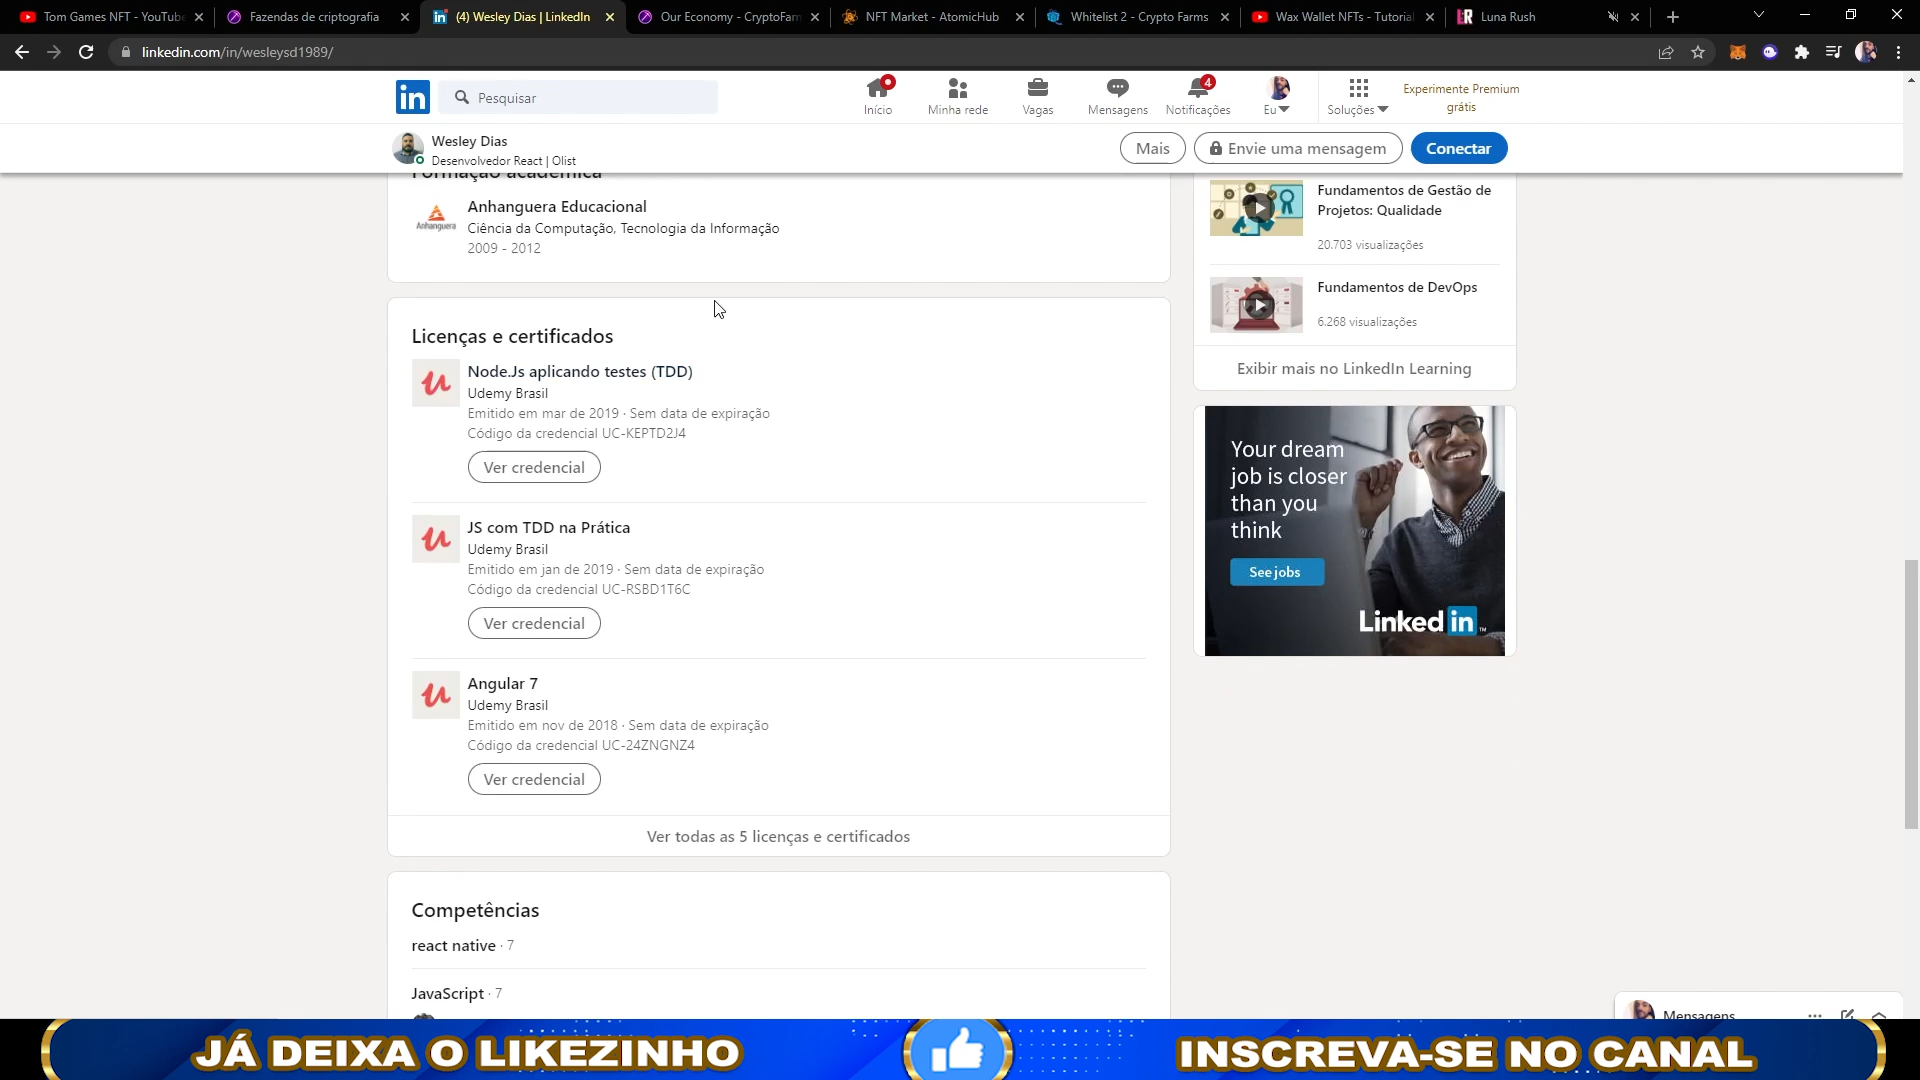 Tom Games NFT - YouTube
Fazendas de criptografia
(4) Wesley Dias | LinkedIn
Our Economy - CryptoFarm
NFT Market - AtomicHub
Whitelist 2 - Crypto Farms
Wax Wallet NFTs - Tutorial
Luna Rush
linkedin.com/in/wesleysd1989/
in
Pesquisar
Início
Minha rede
Vagas
Mensagens
4
Notificações
Eu
Soluções
Experimente Premium
grátis
Wesley Dias
Desenvolvedor React | Olist
Mais
Envie uma mensagem
Conectar
Formação acadêmica
Anhanguera
Anhanguera Educacional
Ciência da Computação, Tecnologia da Informação
2009 - 2012
Licenças e certificados
Node.Js aplicando testes (TDD)
Udemy Brasil
Emitido em mar de 2019 · Sem data de expiração
Código da credencial UC-KEPTD2J4
Ver credencial
JS com TDD na Prática
Udemy Brasil
Emitido em jan de 2019 · Sem data de expiração
Código da credencial UC-RSBD1T6C
Ver credencial
Angular 7
Udemy Brasil
Emitido em nov de 2018 · Sem data de expiração
Código da credencial UC-24ZNGNZ4
Ver credencial
Ver todas as 5 licenças e certificados
Competências
react native · 7
JavaScript · 7
Fundamentos de Gestão de
Projetos: Qualidade
20.703 visualizações
Fundamentos de DevOps
6.268 visualizações
Exibir mais no LinkedIn Learning
Your dream
job is closer
than you
think
See jobs
Linked in
Mensagens
JÁ DEIXA O LIKEZINHO
INSCREVA-SE NO CANAL